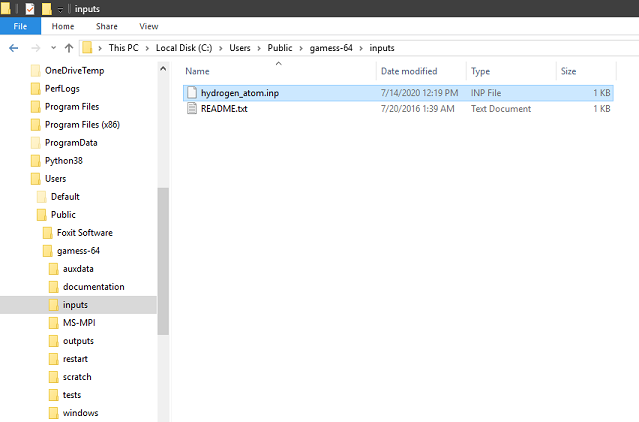 inputs
File Home Share View
This PC Local Disk (C:) Users Public gamess-64 inputs
OneDriveTemp
PerfLogs
Program Files
Program Files (x86)
ProgramData
Python38
Users
Default
Public
Foxit Software
gamess-64
auxdata
documentation
inputs
MS-MPI
outputs
restart
scratch
tests
windows
Name Date modified Type Size
hydrogen_atom.inp 7/14/2020 12:19 PM INP File 1 KB
README.txt 7/20/2016 1:39 AM Text Document 1 KB